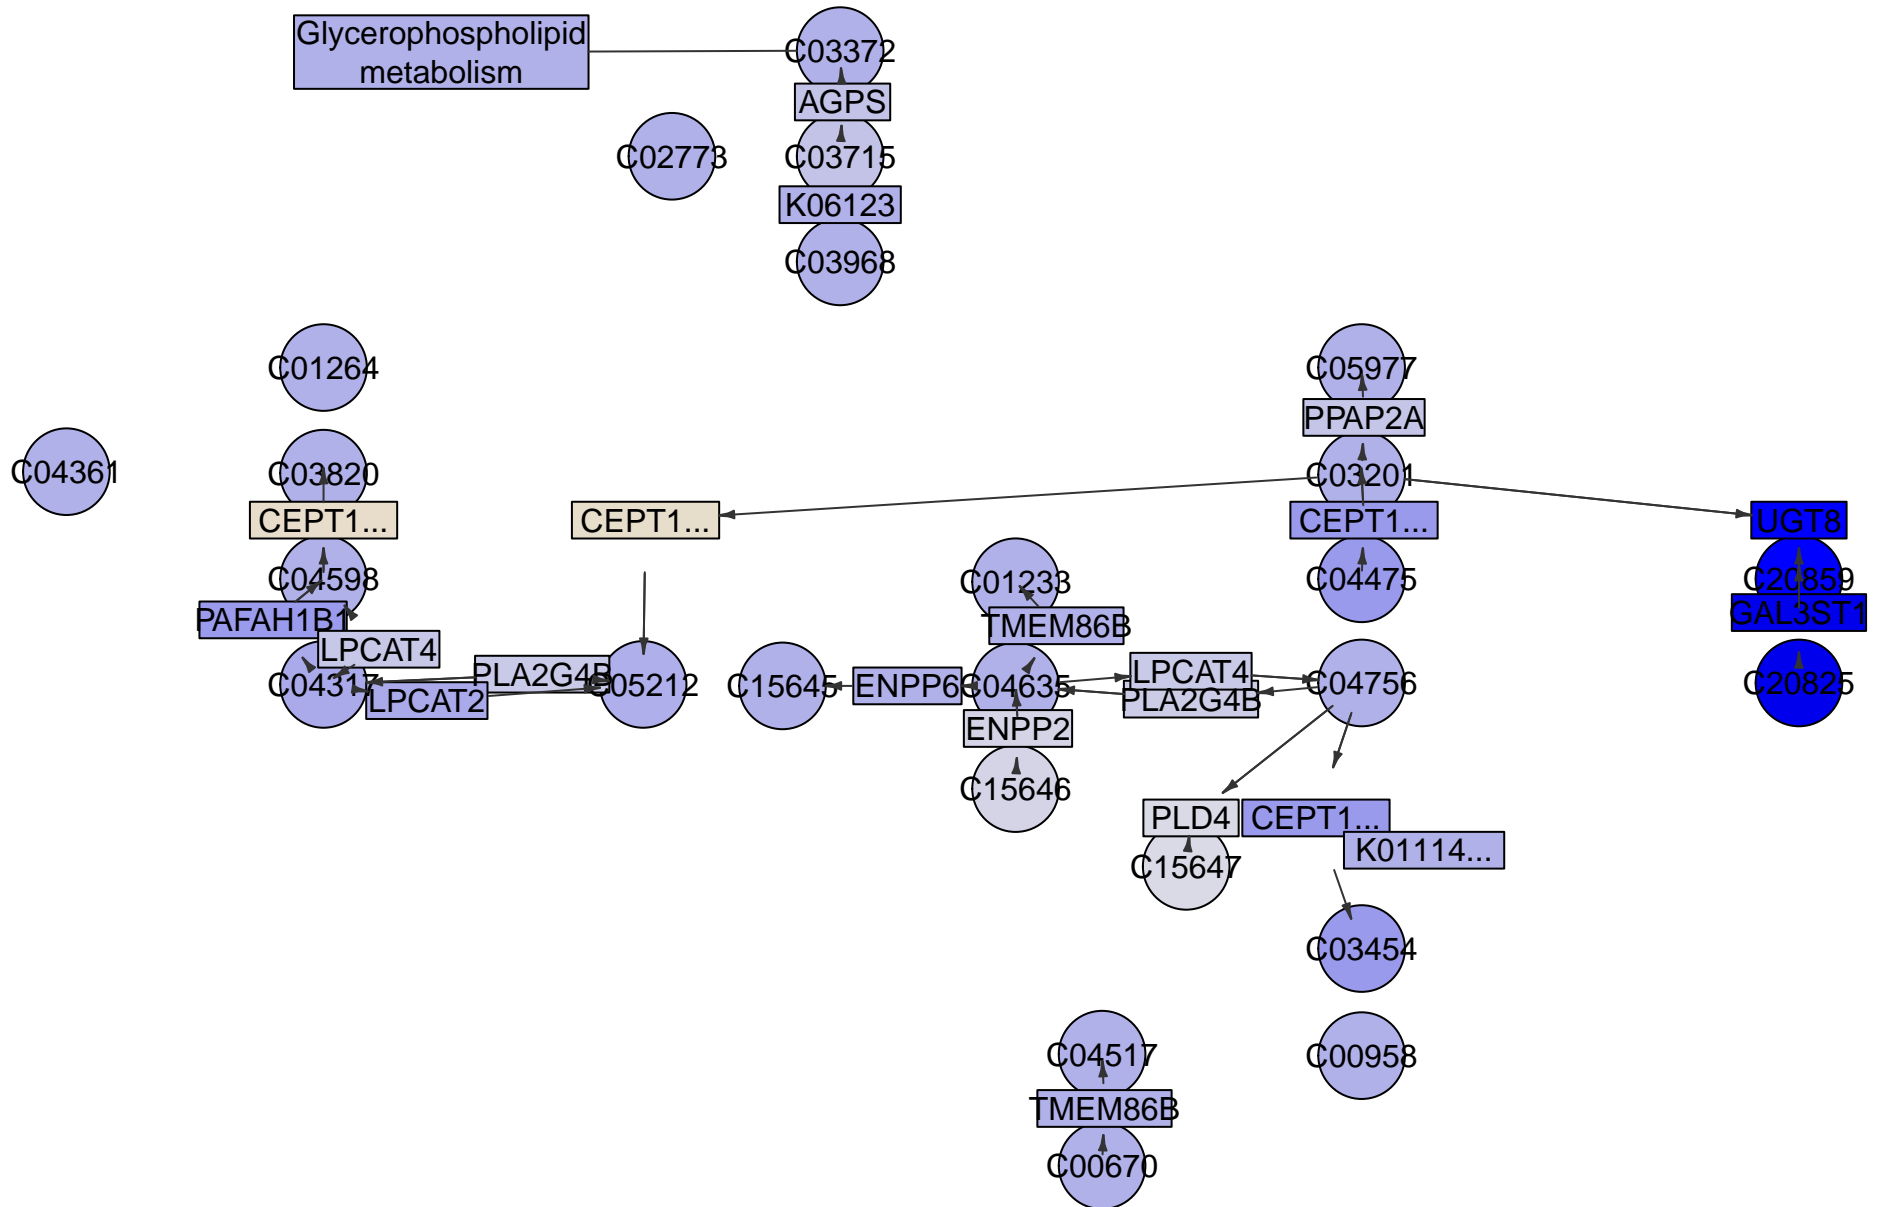 Glycerophospholipid
metabolism
C03372
AGPS
C02773
C03715
K06123
C03968
C01264
C05977
PPAP2A
C04361
C03820
C03201
CEPT1...
CEPT1...
CEPT1...
UGT8
C04598
C01233
C04475
C20859
PAFAH1B1
TMEM86B
GAL3ST1
LPCAT4
C04317
PLA2G4B
C05212
LPCAT2
C15645
ENPP6
C04635
LPCAT4
PLA2G4B
C04756
C20825
ENPP2
C15646
PLD4
CEPT1...
K01114...
C15647
C03454
C04517
C00958
TMEM86B
C00670